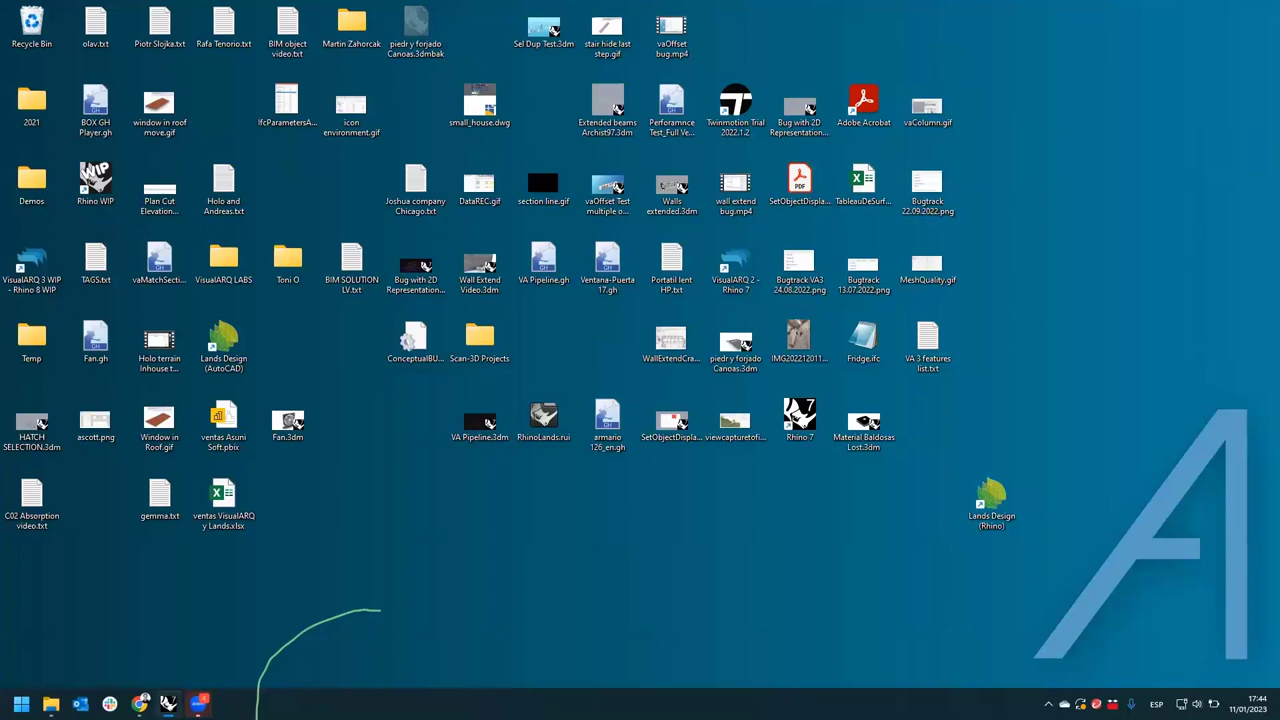 Recycle Bin
olav.txt
Piotr Slojka.txt
Rafa Tenorio.txt
BIM object
video.txt
Martin Zahorcak
piedr y forjado
Canoas.3dmbak
Sel Dup Test.3dm
stair hide last
step.gif
vaOffset
bug.mp4
2021
BOX GH
Player.gh
window in roof
move.gif
IfcParametersA...
icon
environment.gif
small_house.dwg
Extended beams
Archist97.3dm
Perforamnce
Test_Full Ve...
Twinmotion Trial
2022.1.2
Bug with 2D
Representation...
Adobe Acrobat
vaColumn.gif
Demos
WIP
Rhino WIP
Plan Cut
Elevation...
Holo and
Andreas.txt
Joshua company
Chicago.txt
DataREC.gif
section line.gif
vaOffset Test
multiple o...
Walls
extended.3dm
wall extend
bug.mp4
PDF
SetObjectDispla...
TableauDeSurf...
Bugtrack
22.09.2022.png
VisualARQ 3 WIP
- Rhino 8 WIP
TAGS.txt
vaMatchSecti...
VisualARQ LABS
Toni O
BIM SOLUTION
LV.txt
Bug with 2D
Representation...
Wall Extend
Video.3dm
VA Pipeline.gh
Ventana-Puerta
17.gh
Portatil lent
HP.txt
VisualARQ 2 -
Rhino 7
Bugtrack VA3
24.08.2022.png
Bugtrack
13.07.2022.png
MeshQuality.gif
Temp
Fan.gh
Holo terrain
Inhouse t...
Lands Design
(AutoCAD)
ConceptualBU...
Scan-3D Projects
WallExtendCra...
piedr y forjado
Canoas.3dm
IMG202212011...
Fridge.ifc
VA 3 features
list.txt
HATCH
SELECTION.3dm
ascott.png
Window in
Roof.gif
ventas Asuni
Soft.pbix
Fan.3dm
VA Pipeline.3dm
RhinoLands.rui
armario
126_en.gh
SetObjectDispla...
viewcapturetofi...
7
Rhino 7
Material Baldosas
Lost.3dm
C02 Absorption
video.txt
gemma.txt
ventas VisualARQ
y Lands.xlsx
Lands Design
(Rhino)
ESP
17:44
11/01/2023